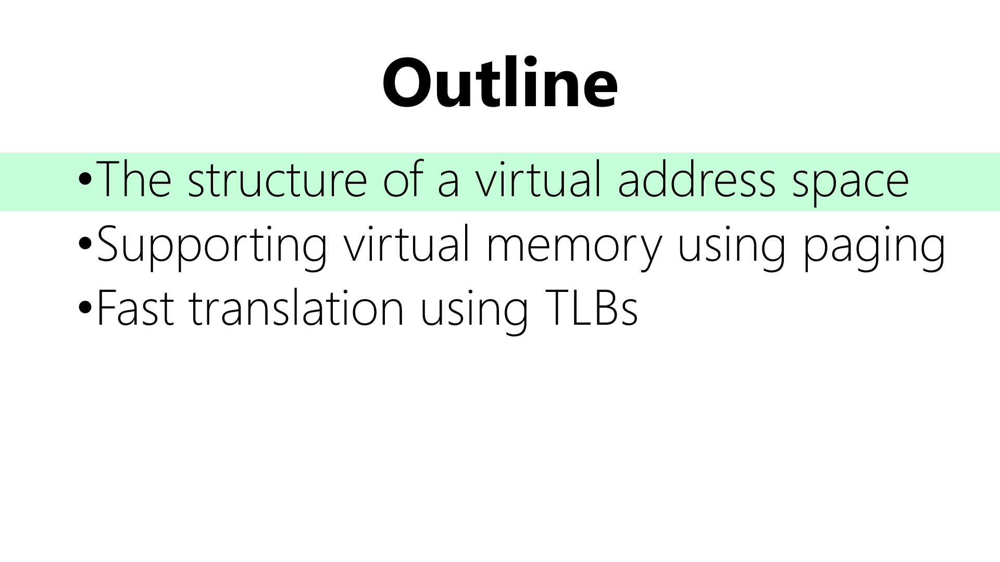 Outline
•The structure of a virtual address space
•Supporting virtual memory using paging
•Fast translation using TLBs